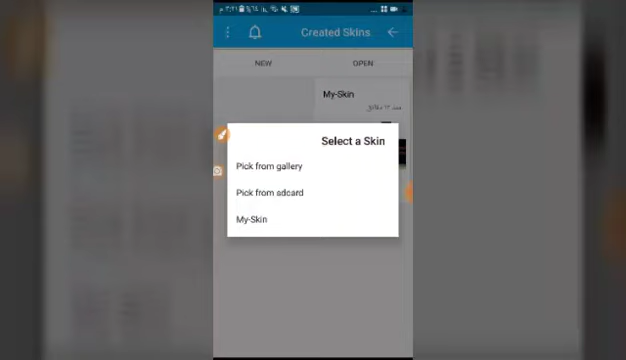 Created Skins
NEW
OPEN
My-Skin
Select a Skin
Pick from gallery
Pick from sdcard
My-Skin